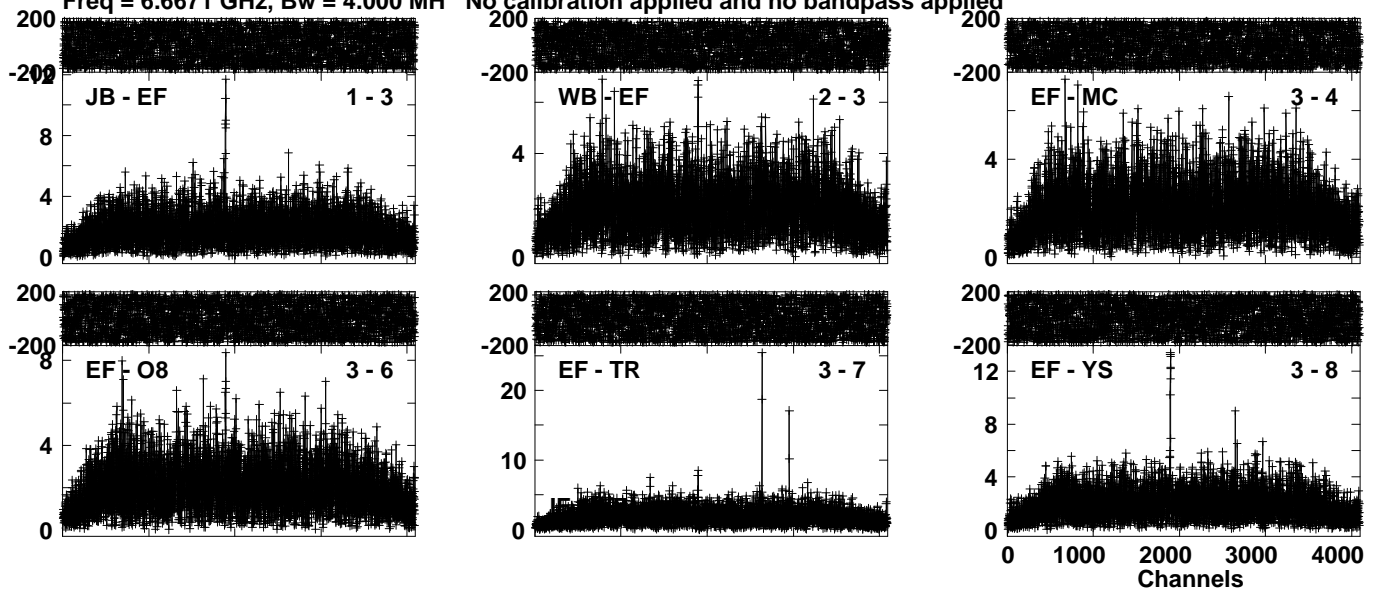 Freq = 6.6671 GHz, Bw = 4.000 MH No calibration applied and no bandpass applied
200 200 200
-200 -200 -200
12
JB - EF 1 - 3 WB - EF 2 - 3 EF - MC 3 - 4
8
4 4 4
0 0 0
200 200 200
-200 -200 -200
8 EF - O8 3 - 6 EF - TR 3 - 7 12 EF - YS 3 - 8
20
8
4 10 4
0 0 0
0 1000 2000 3000 4000
Channels